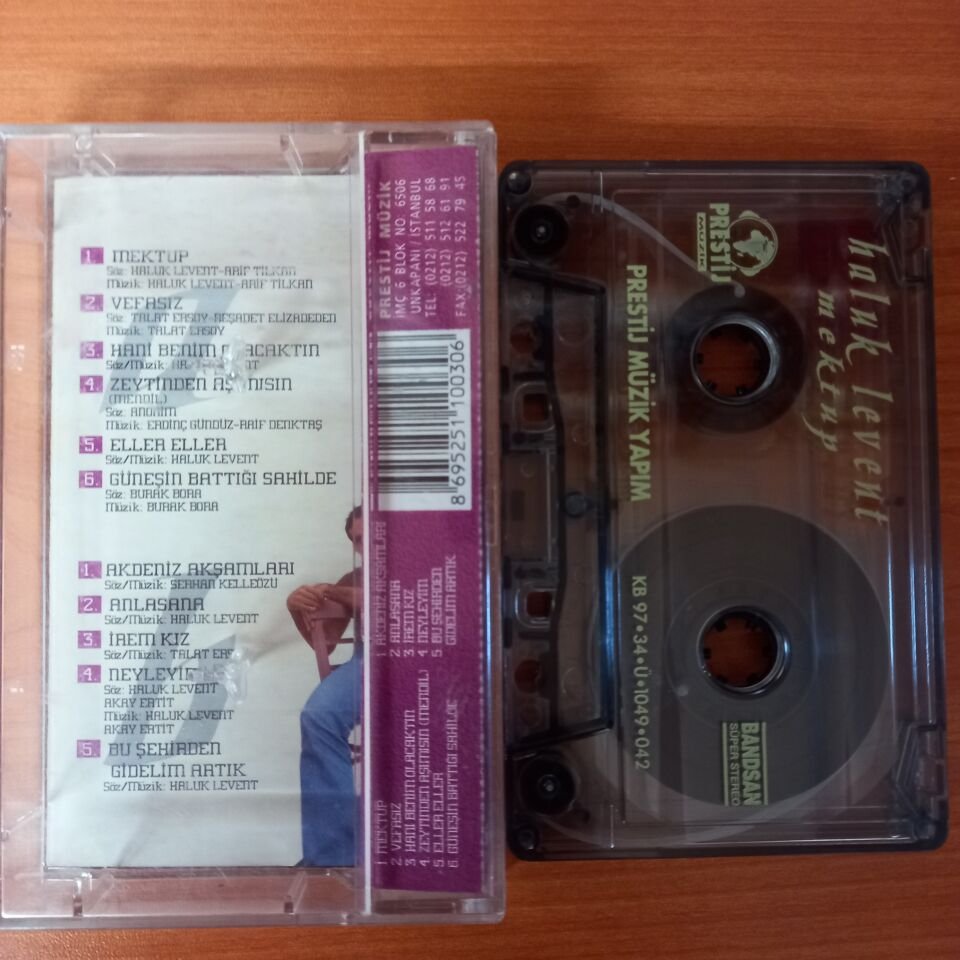 1. MEKTUP
Söz: HALUK LEVENT-ARİF TİLKAN
Müzik: HALUK LEVENT-ARİF TİLKAN
2. VEFASIZ
Söz: TALAT ERSOY-REŞADET ELİZADEDEN
Müzik: TALAT ERSOY
3. HANİ BENİM OLACAKTIN
Söz/Müzik:
4. ZEYTİNDEN
(MENDİL)
Söz: ANONİM
Müzik: ERDİNÇ GÜNDÜZ-ARİF DENKTAŞ
5. ELLER ELLER
Söz/Müzik: HALUK LEVENT
6. GÜNEŞİN BATTIĞI SAHİLDE
Söz: BURAK BORA
Müzik: BURAK BORA
1. AKDENİZ AKŞAMLARI
Söz/Müzik: SERHAN KELLEÖZÜ
2. ANLASANA
Söz/Müzik: HALUK LEVENT
3. İREM KIZ
Söz/Müzik: TALAT
4. NEYLEYİM
Söz: HALUK LEVENT
AKAY ERTİT
Müzik: HALUK LEVENT
AKAY ERTİT
5. BU ŞEHİRDEN
GİDELİM ARTIK
Söz/Müzik: HALUK LEVENT
PRESTİJ MÜZİK
İMÇ 6 BLOK NO. 6506
UNKAPANI / İSTANBUL
TEL: (0212) 511 58 68
(0212) 512 61 91
FAX:(0212) 522 79 45
8 695251 100306
1 AKDENİZ AKŞAMLARI
2 ANLASANA
3 İREM KIZ
4 NEYLEYİM
5 BU ŞEHİRDEN
GİDELİM ARTIK
1 MEKTUP
2 VEFASIZ
3 HANİ BENİM OLACAKTIN
4 ZEYTİNDEN AŞIMISIN (MENDİL)
5 ELLER ELLER
6 GÜNEŞİN BATTIĞI SAHİLDE
haluk levent
mektup
PRESTİJ
MÜZİK
PRESTİJ MÜZİK YAPIM
KB 97•34•Ü•1049•042
BANDSAN
SÜPER STEREO